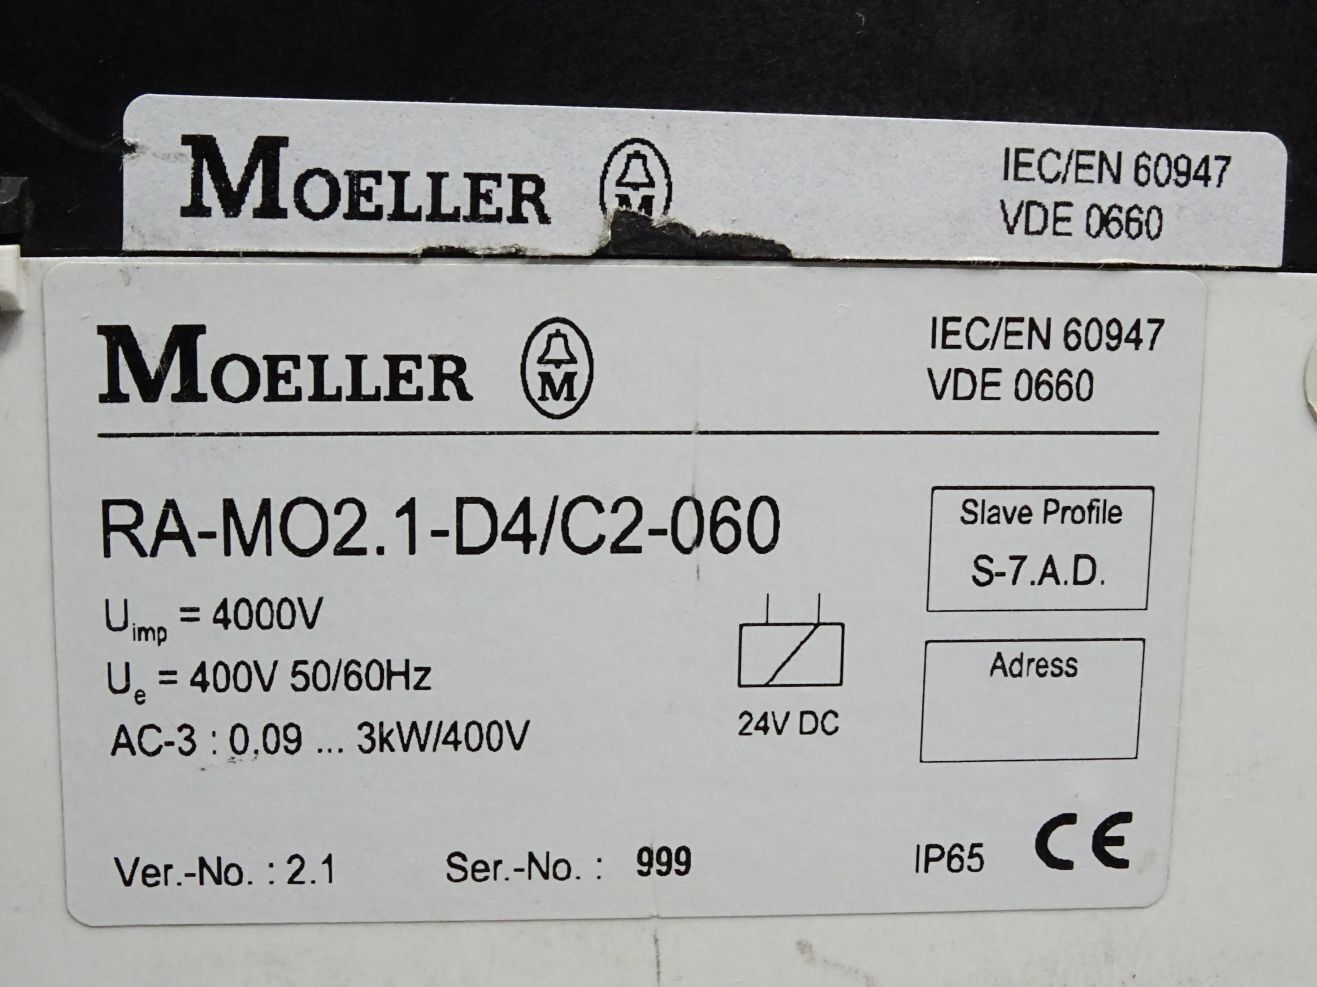 MOELLER
M
IEC/EN 60947
VDE 0660
MOELLER
M
IEC/EN 60947
VDE 0660
RA-MO2.1-D4/C2-060
Slave Profile
S-7.A.D.
Uimp = 4000V
Ue = 400V 50/60Hz
AC-3 : 0,09 ... 3kW/400V
24V DC
Adress
Ver.-No. : 2.1
Ser.-No. : 999
IP65
CE